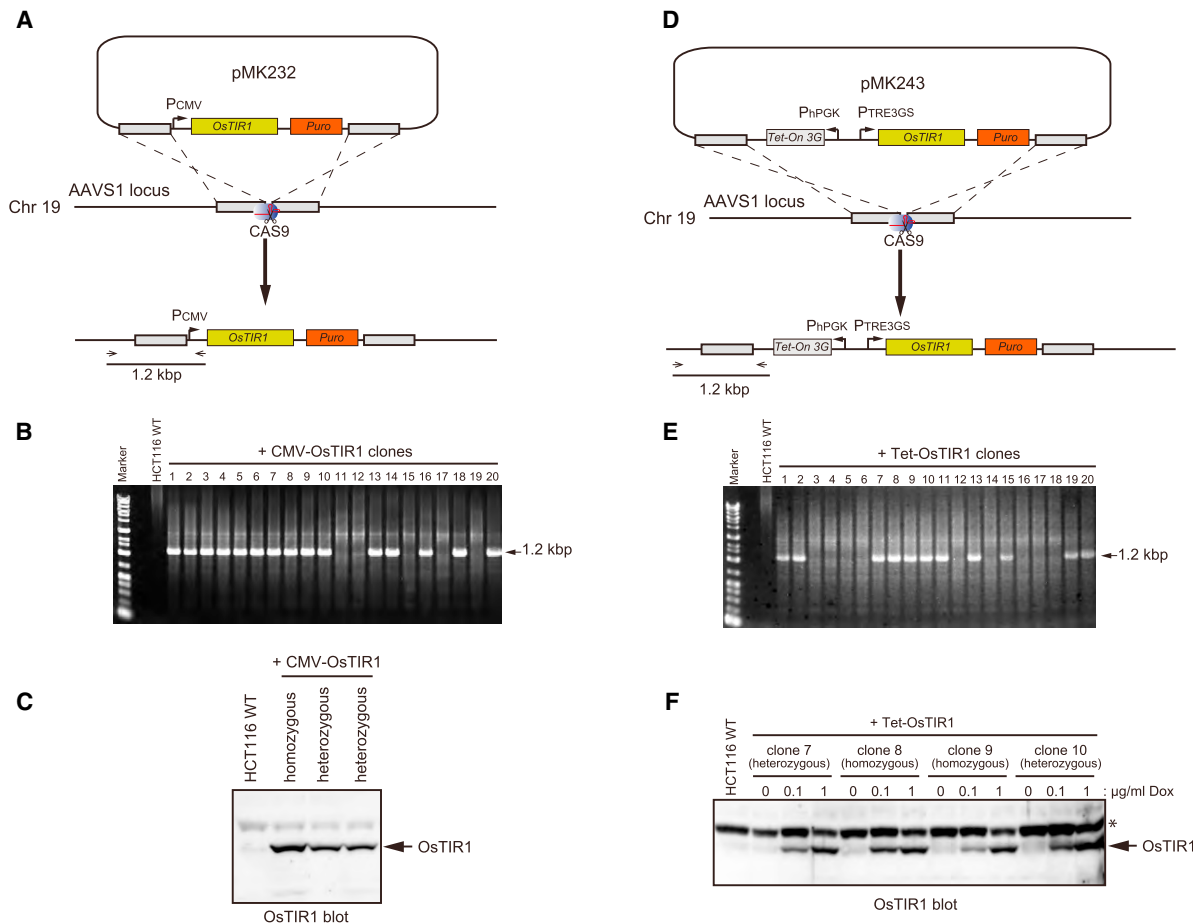 A
pMK232
PCMV
OsTIR1
Puro
AAVS1 locus
Chr 19
CAS9
PCMV
OsTIR1
Puro
1.2 kbp
B
Marker
HCT116 WT
+ CMV-OsTIR1 clones
1 2 3 4 5 6 7 8 9 10 11 12 13 14 15 16 17 18 19 20
1.2 kbp
C
+ CMV-OsTIR1
HCT116 WT
homozygous
heterozygous
heterozygous
OsTIR1
OsTIR1 blot
D
pMK243
PhPGK
PTRE3GS
Tet-On 3G
OsTIR1
Puro
AAVS1 locus
Chr 19
CAS9
PhPGK
PTRE3GS
Tet-On 3G
OsTIR1
Puro
1.2 kbp
E
Marker
HCT116 WT
+ Tet-OsTIR1 clones
1 2 3 4 5 6 7 8 9 10 11 12 13 14 15 16 17 18 19 20
1.2 kbp
F
HCT116 WT
+ Tet-OsTIR1
clone 7 clone 8 clone 9 clone 10
(heterozygous) (homozygous) (homozygous) (heterozygous)
0 0.1 1 0 0.1 1 0 0.1 1 0 0.1 1 : µg/ml Dox
*
OsTIR1
OsTIR1 blot